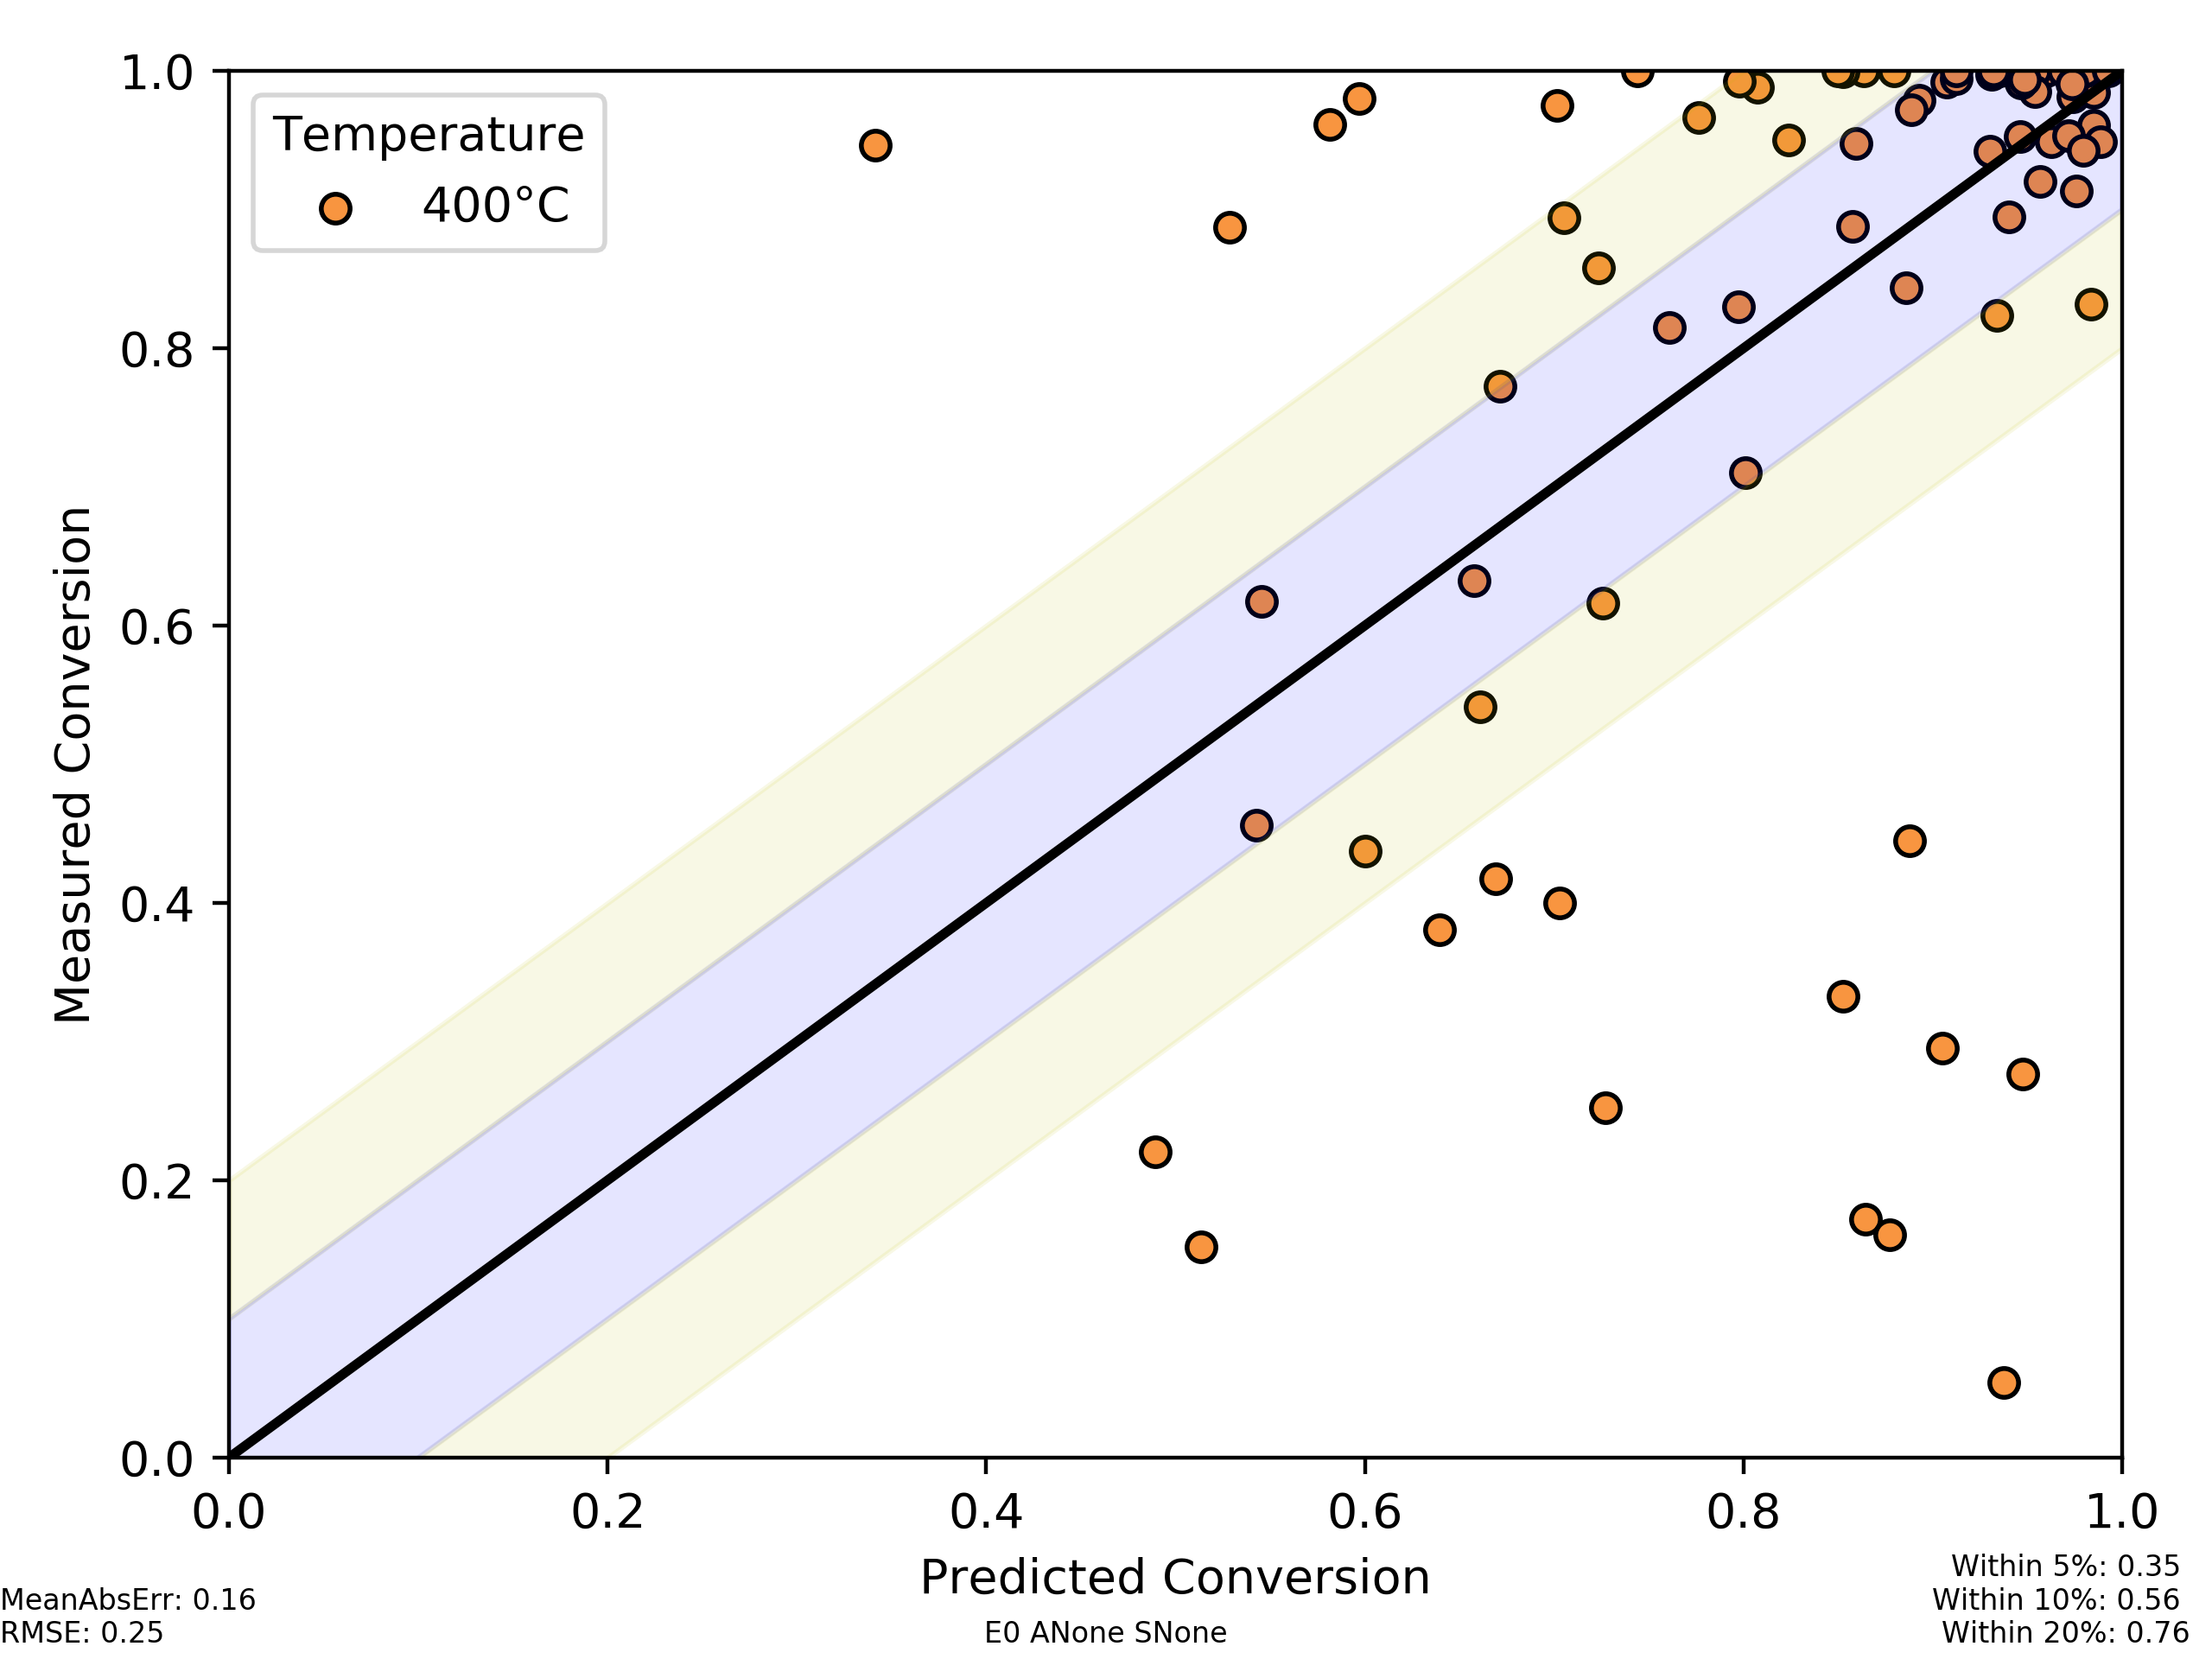 Temperature
400°C
Measured Conversion
1.0
0.8
0.6
0.4
0.2
0.0
0.0 0.2 0.4 0.6 0.8 1.0
Predicted Conversion
MeanAbsErr: 0.16
RMSE: 0.25
E0 ANone SNone
Within 5%: 0.35
Within 10%: 0.56
Within 20%: 0.76